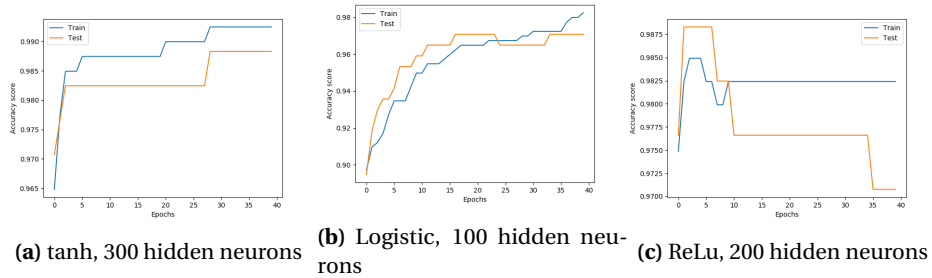 Train
Test
0.990
0.985
0.980
0.975
0.970
0.965
Accuracy score
0 5 10 15 20 25 30 35 40
Epochs
(a) tanh, 300 hidden neurons
Train
Test
0.98
0.96
0.94
0.92
0.90
Accuracy score
0 5 10 15 20 25 30 35 40
Epochs
(b) Logistic, 100 hidden neu-
rons
Train
Test
0.9875
0.9850
0.9825
0.9800
0.9775
0.9750
0.9725
0.9700
Accuracy score
0 5 10 15 20 25 30 35 40
Epochs
(c) ReLu, 200 hidden neurons